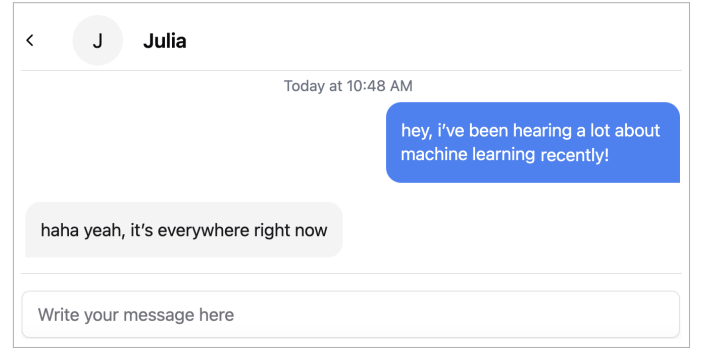 J
Julia
Today at 10:48 AM
hey, i’ve been hearing a lot about
machine learning recently!
haha yeah, it’s everywhere right now
Write your message here